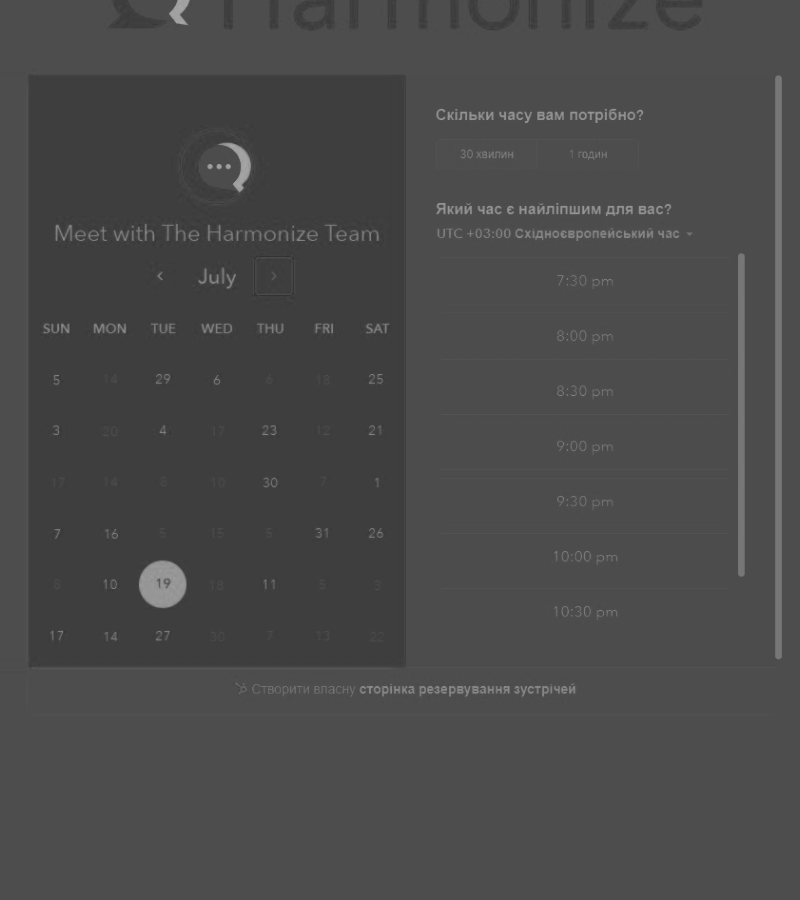 Harmonize
Meet with The Harmonize Team
July
SUN MON TUE WED THU FRI SAT
5 14 29 6 6 18 25
3 20 4 17 23 12 21
17 14 8 10 30 7 1
7 16 5 15 5 31 26
8 10 19 18 11 5 9
17 14 27 30 7 13 22
Скільки часу вам потрібно?
30 хвилин 1 годин
Який час є найліпшим для вас?
UTC +03:00 Східноєвропейський час
7:30 pm
8:00 pm
8:30 pm
9:00 pm
9:30 pm
10:00 pm
10:30 pm
Створити власну сторінка резервування зустрічей